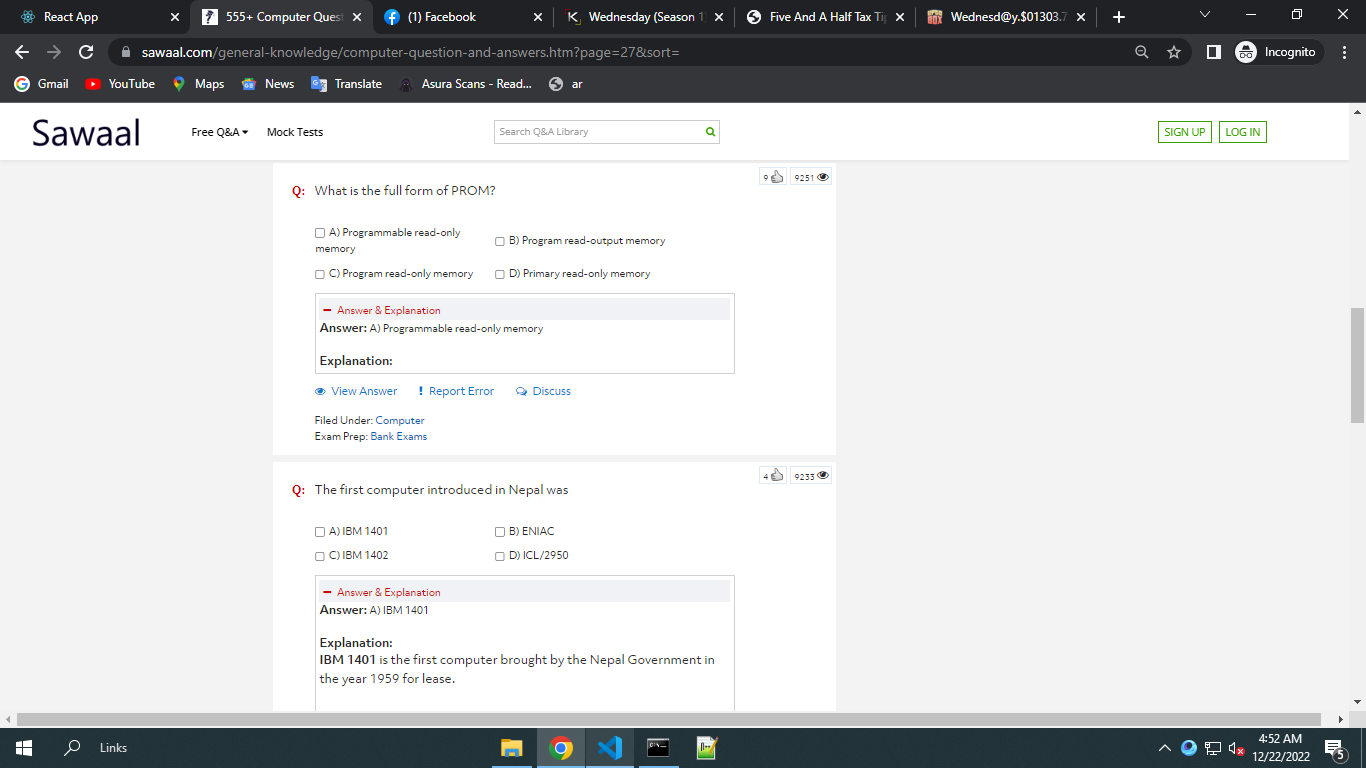 React App
555+ Computer Quest
(1) Facebook
Wednesday (Season 1
Five And A Half Tax Ti
Wednesd@y.$01303.7
sawaal.com/general-knowledge/computer-question-and-answers.htm?page=27&sort=
Incognito
Gmail
YouTube
Maps
News
Translate
Asura Scans - Read...
ar
Sawaal
Free Q&A
Mock Tests
Search Q&A Library
SIGN UP
LOG IN
9
9251
Q: What is the full form of PROM?
A) Programmable read-only
memory
B) Program read-output memory
C) Program read-only memory
D) Primary read-only memory
Answer & Explanation
Answer: A) Programmable read-only memory
Explanation:
View Answer
Report Error
Discuss
Filed Under: Computer
Exam Prep: Bank Exams
4
9233
Q: The first computer introduced in Nepal was
A) IBM 1401
B) ENIAC
C) IBM 1402
D) ICL/2950
Answer & Explanation
Answer: A) IBM 1401
Explanation:
IBM 1401 is the first computer brought by the Nepal Government in
the year 1959 for lease.
Links
4:52 AM
12/22/2022
5